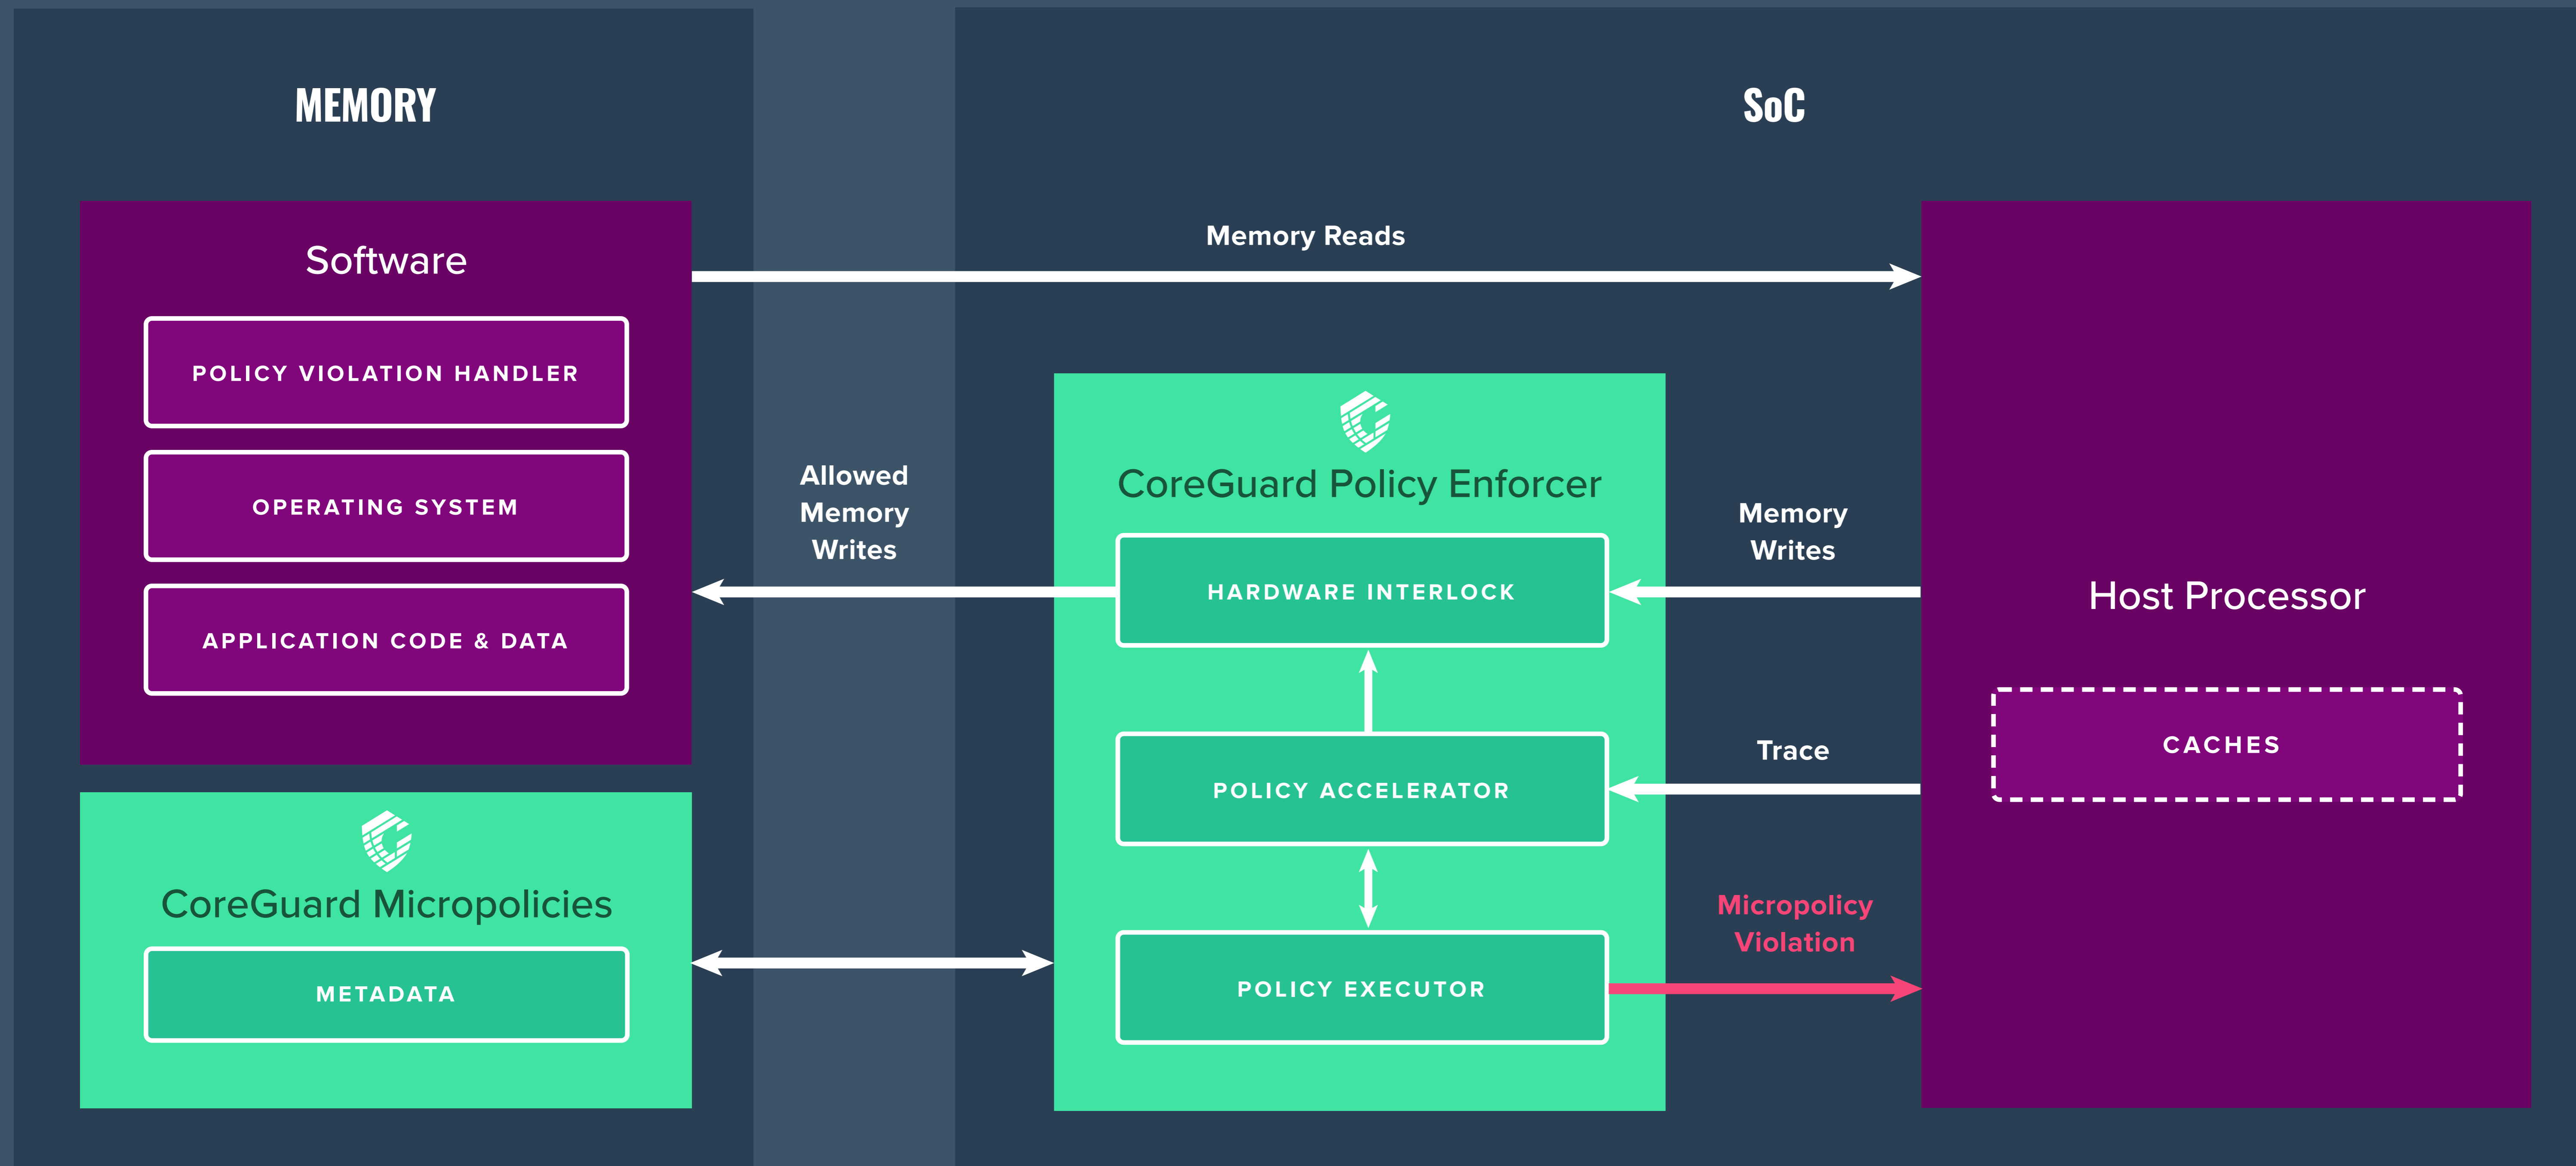 MEMORY
Software
POLICY VIOLATION HANDLER
OPERATING SYSTEM
APPLICATION CODE & DATA
CoreGuard Micropolicies
METADATA
Allowed
Memory
Writes
SoC
Memory Reads
CoreGuard Policy Enforcer
HARDWARE INTERLOCK
POLICY ACCELERATOR
POLICY EXECUTOR
Memory
Writes
Trace
Micropolicy
Violation
Host Processor
CACHES